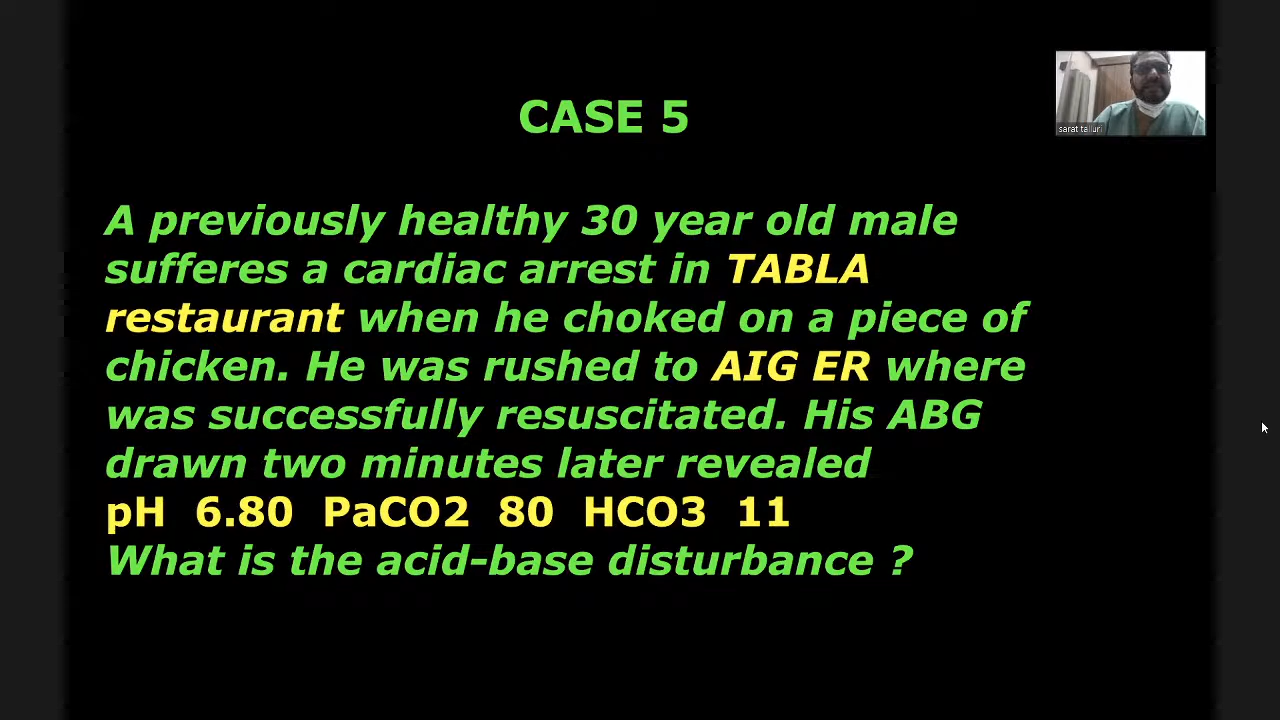 CASE 5
sarat talluri
A previously healthy 30 year old male
sufferes a cardiac arrest in TABLA
restaurant when he choked on a piece of
chicken. He was rushed to AIG ER where
was successfully resuscitated. His ABG
drawn two minutes later revealed
pH 6.80 PaCO2 80 HCO3 11
What is the acid-base disturbance ?